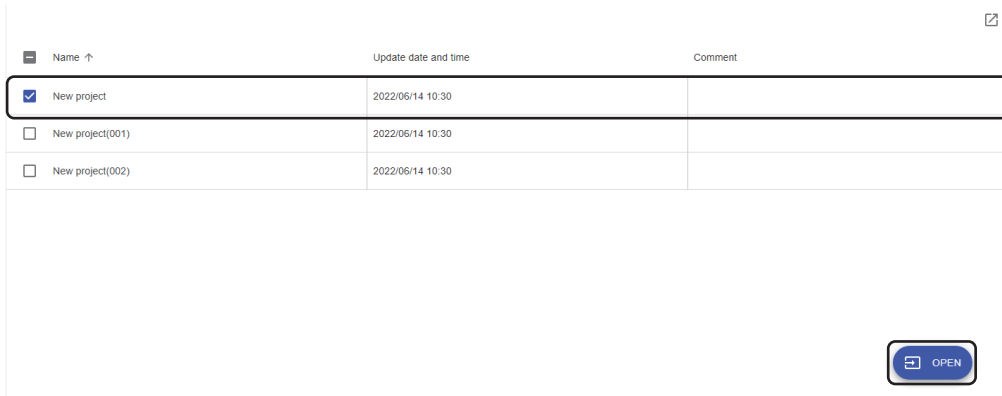 Name ↑ Update date and time Comment
New project 2022/06/14 10:30
New project(001) 2022/06/14 10:30
New project(002) 2022/06/14 10:30
OPEN